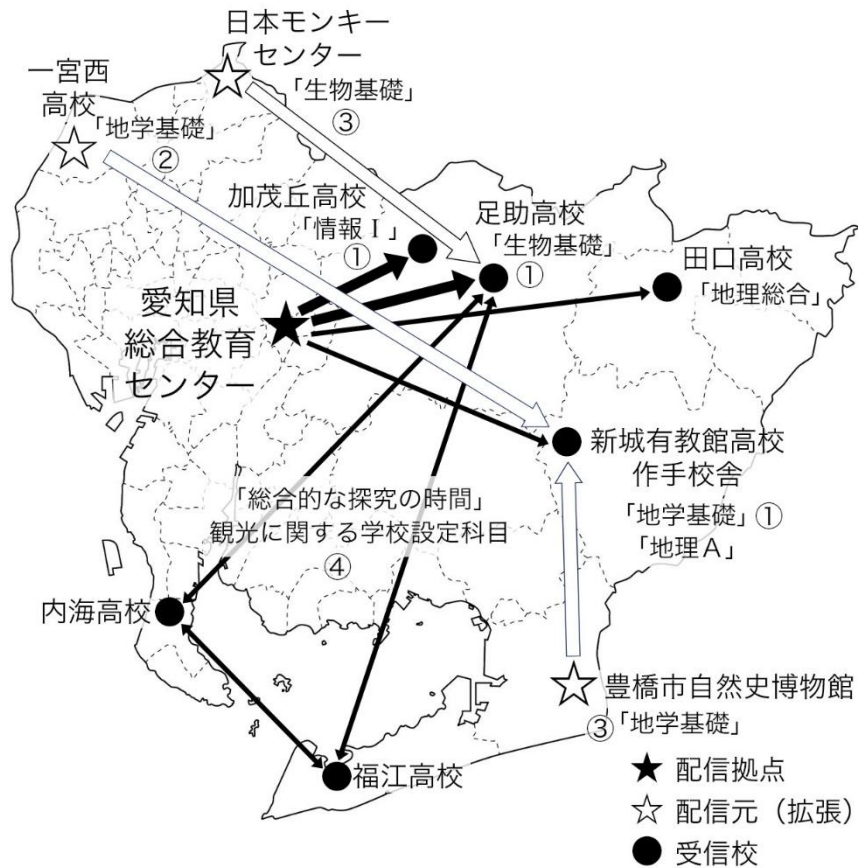 日本モンキー
センター
「生物基礎」
③
一宮西
高校
「地学基礎」
②
加茂丘高校
「情報Ⅰ」
①
足助高校
「生物基礎」
①
田口高校
「地理総合」
愛知県
総合教育
センター
新城有教館高校
作手校舎
「地学基礎」①
「地理A」
「総合的な探究の時間」
観光に関する学校設定科目
④
内海高校
豊橋市自然史博物館
③「地学基礎」
福江高校
★ 配信拠点
☆ 配信元（拡張）
● 受信校